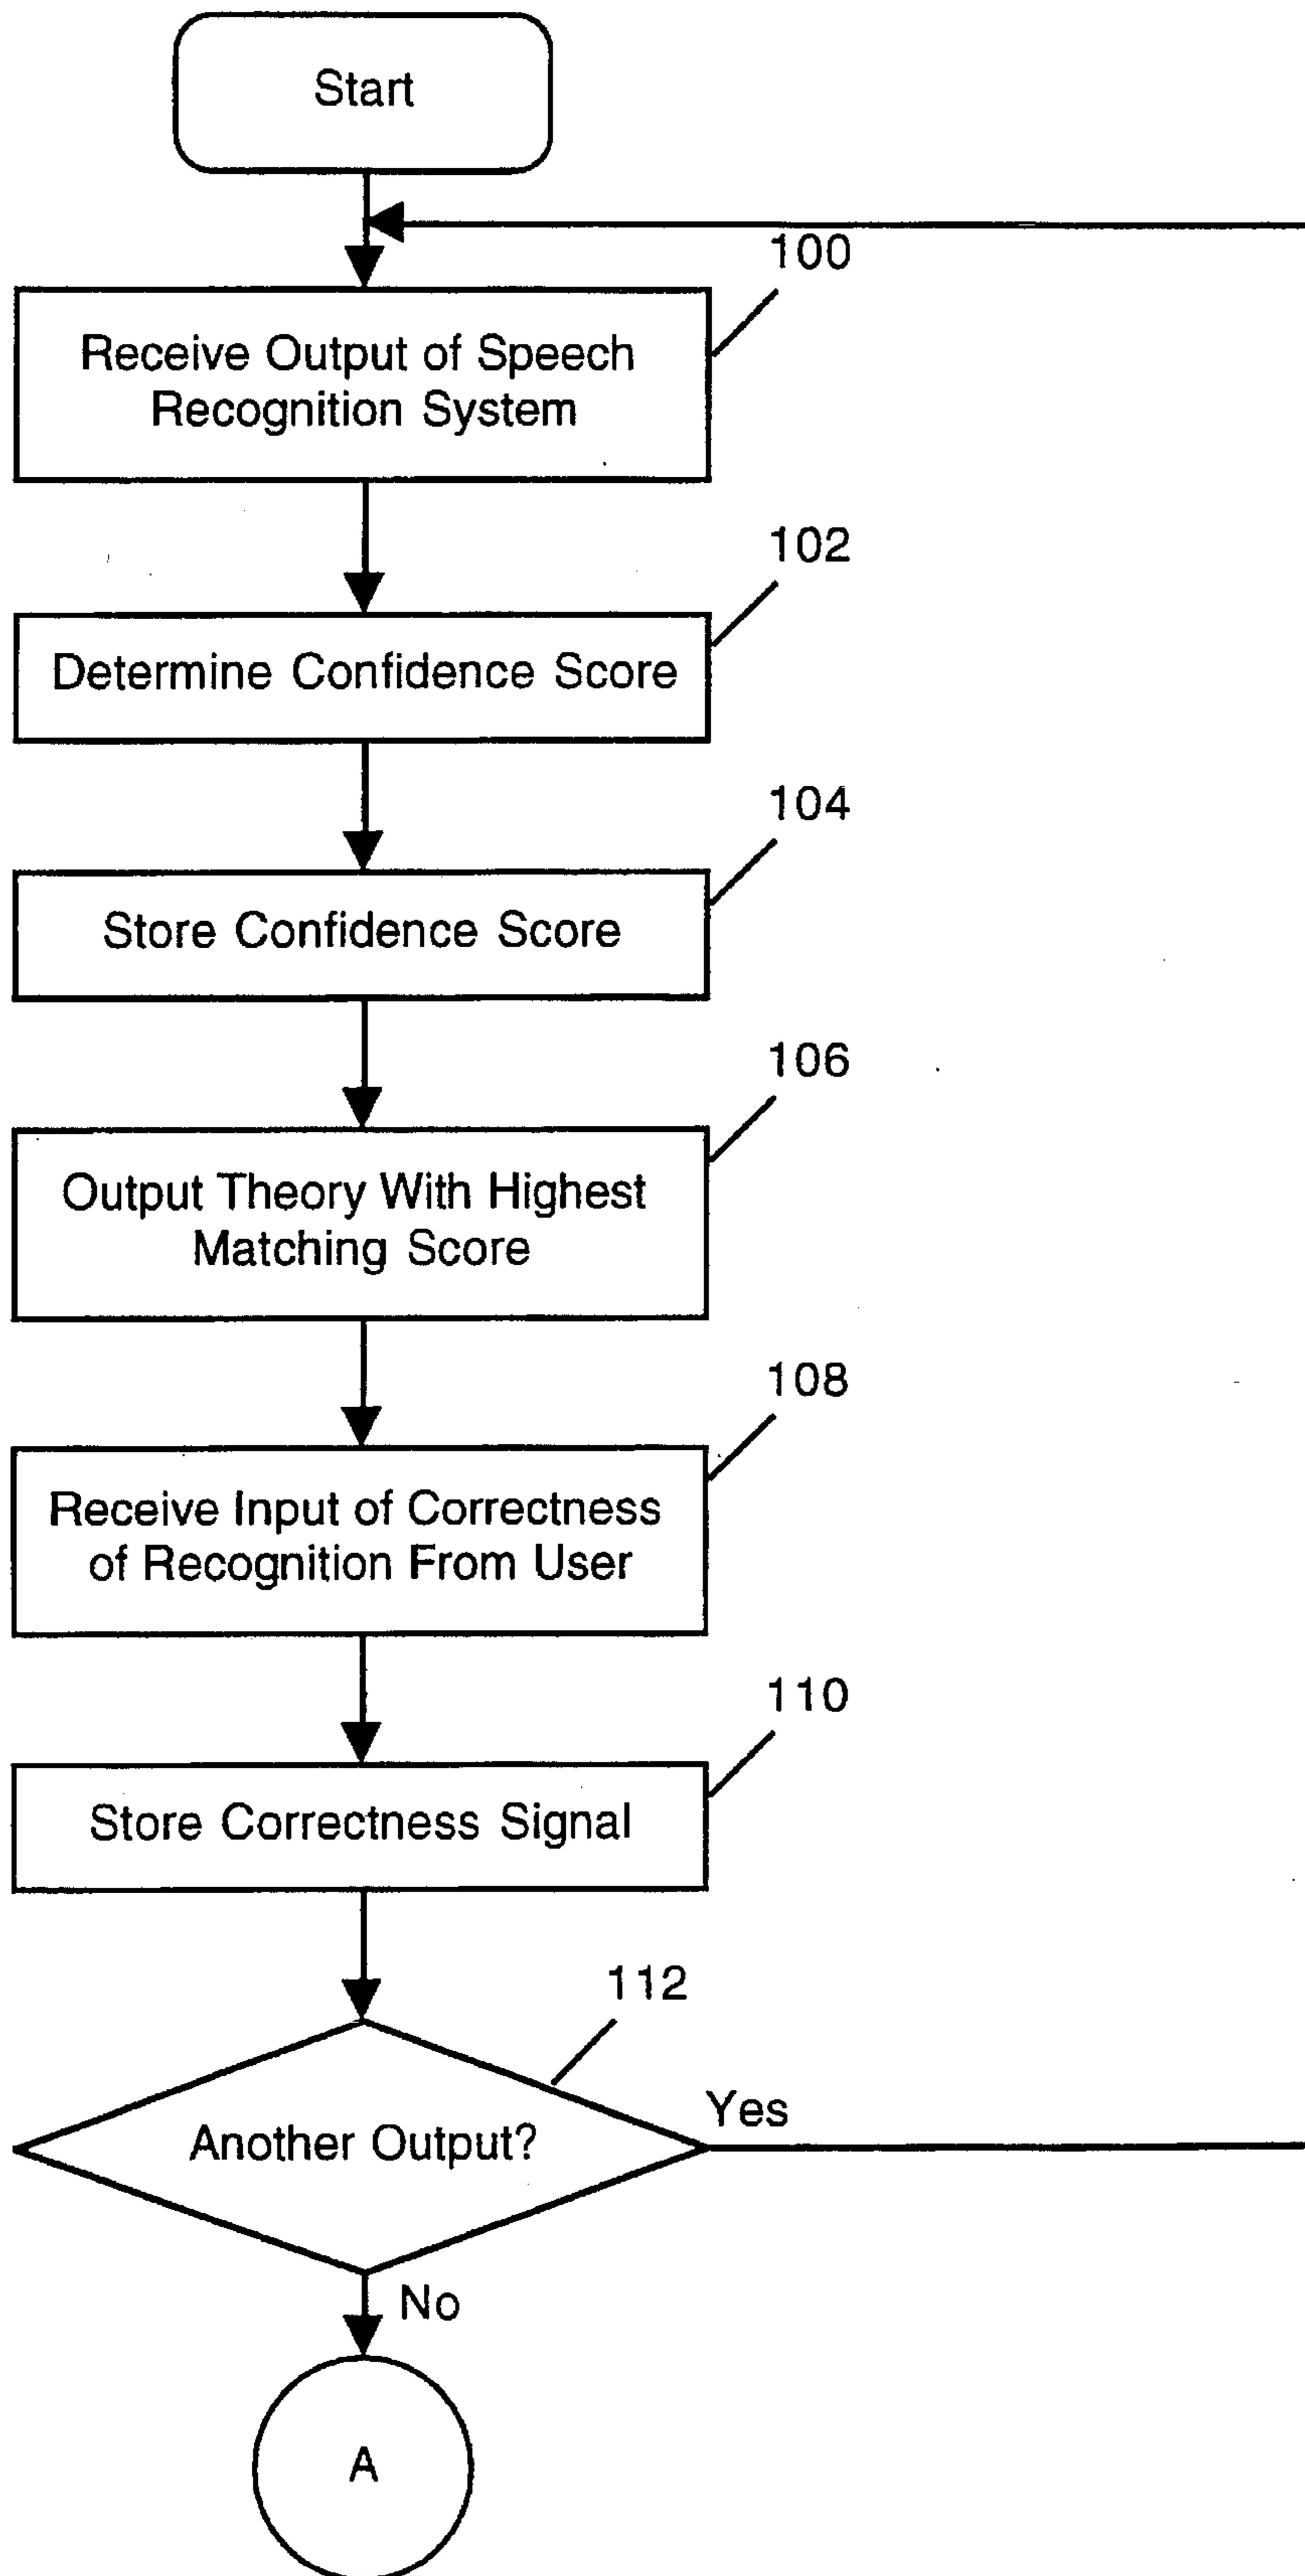 Start
100
Receive Output of Speech
Recognition System
102
Determine Confidence Score
104
Store Confidence Score
106
Output Theory With Highest
Matching Score
108
Receive Input of Correctness
of Recognition From User
110
Store Correctness Signal
112
Another Output?
Yes
No
A